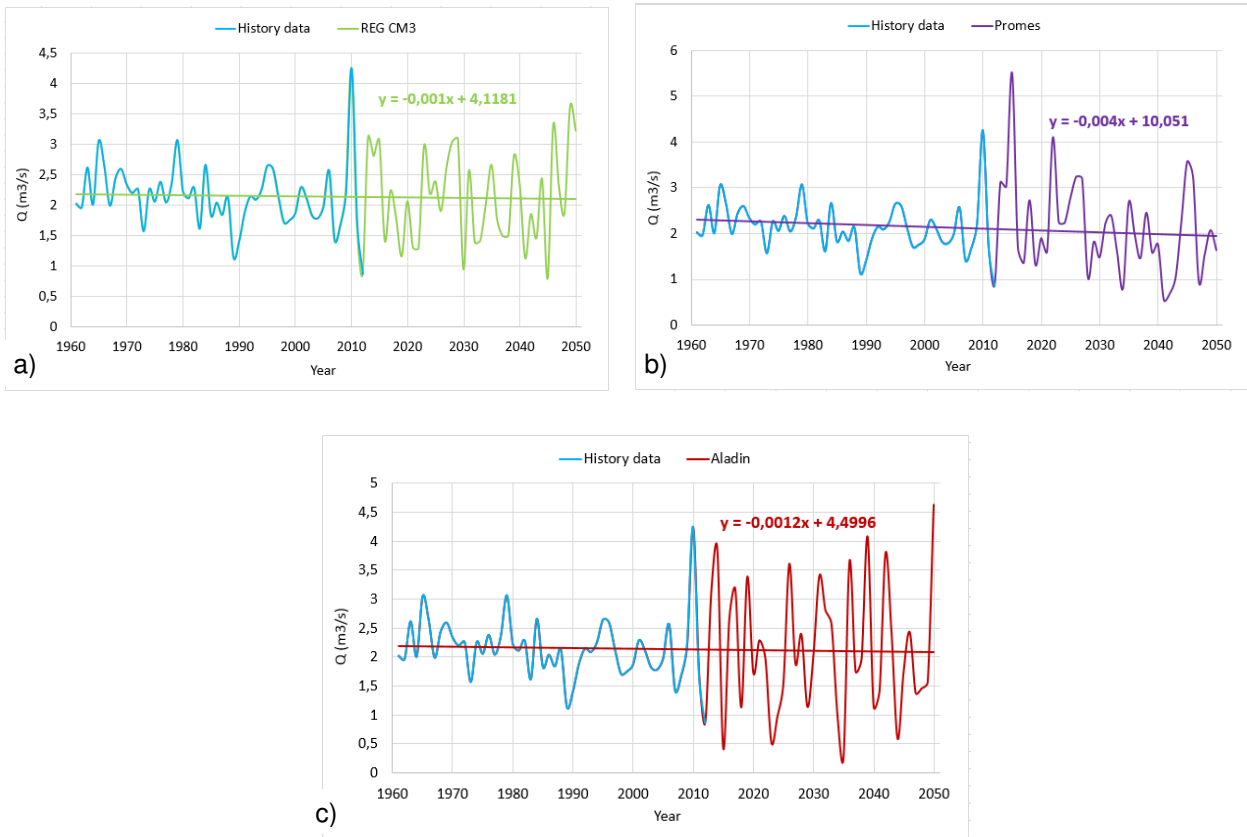 History data REG CM3
4,5
4
3,5
3
2,5
2
1,5
1
0,5
0
Q (m3/s)
y = -0,001x + 4,1181
1960 1970 1980 1990 2000 2010 2020 2030 2040 2050
Year
a)
History data Promes
6
5
4
3
2
1
0
Q (m3/s)
y = -0,004x + 10,051
1960 1970 1980 1990 2000 2010 2020 2030 2040 2050
Year
b)
History data Aladin
5
4,5
4
3,5
3
2,5
2
1,5
1
0,5
0
Q (m3/s)
y = -0,0012x + 4,4996
1960 1970 1980 1990 2000 2010 2020 2030 2040 2050
Year
c)